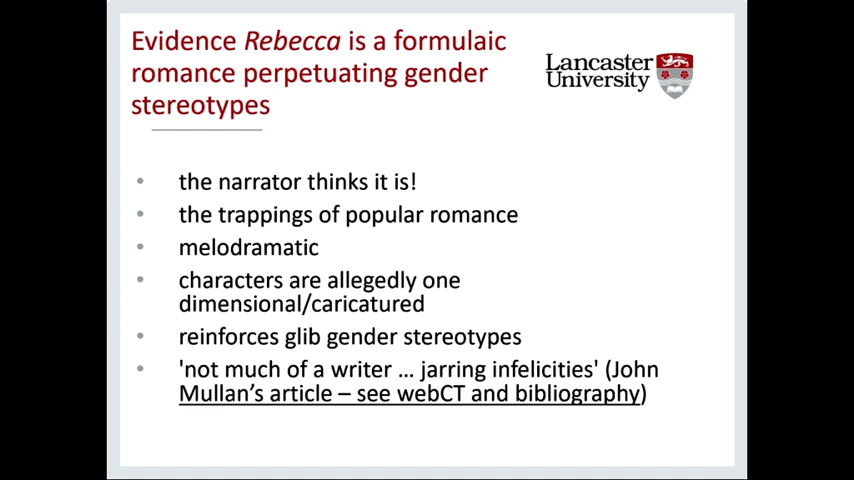 Evidence Rebecca is a formulaic
romance perpetuating gender
stereotypes
Lancaster
University
• the narrator thinks it is!
• the trappings of popular romance
• melodramatic
• characters are allegedly one
dimensional/caricatured
• reinforces glib gender stereotypes
• 'not much of a writer … jarring infelicities' (John
Mullan’s article – see webCT and bibliography)